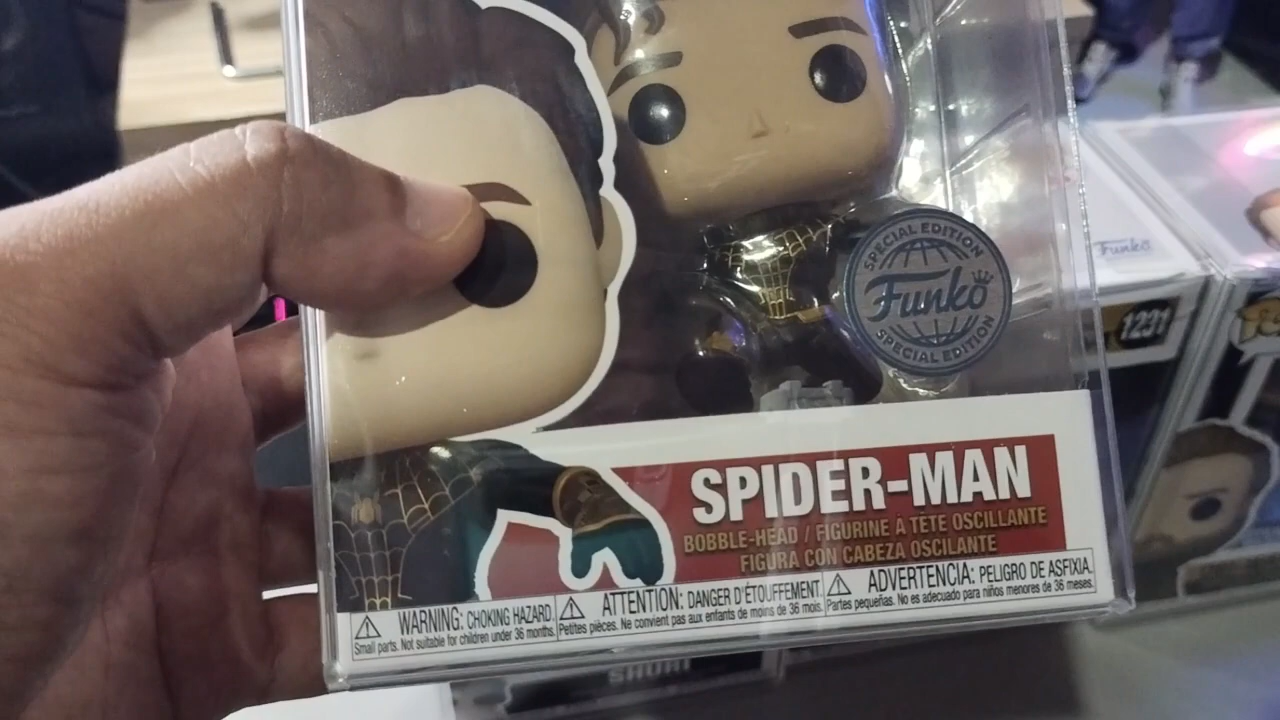 SPECIAL EDITION
Funko
SPECIAL EDITION
Funko
1231
SPIDER-MAN
BOBBLE-HEAD / FIGURINE À TÊTE OSCILLANTE
FIGURA CON CABEZA OSCILANTE
WARNING: CHOKING HAZARD.
Small parts. Not suitable for children under 36 months.
ATTENTION: DANGER D'ÉTOUFFEMENT.
Petites pièces. Ne convient pas aux enfants de moins de 36 mois.
ADVERTENCIA: PELIGRO DE ASFIXIA.
Partes pequeñas. No es adecuado para niños menores de 36 meses.